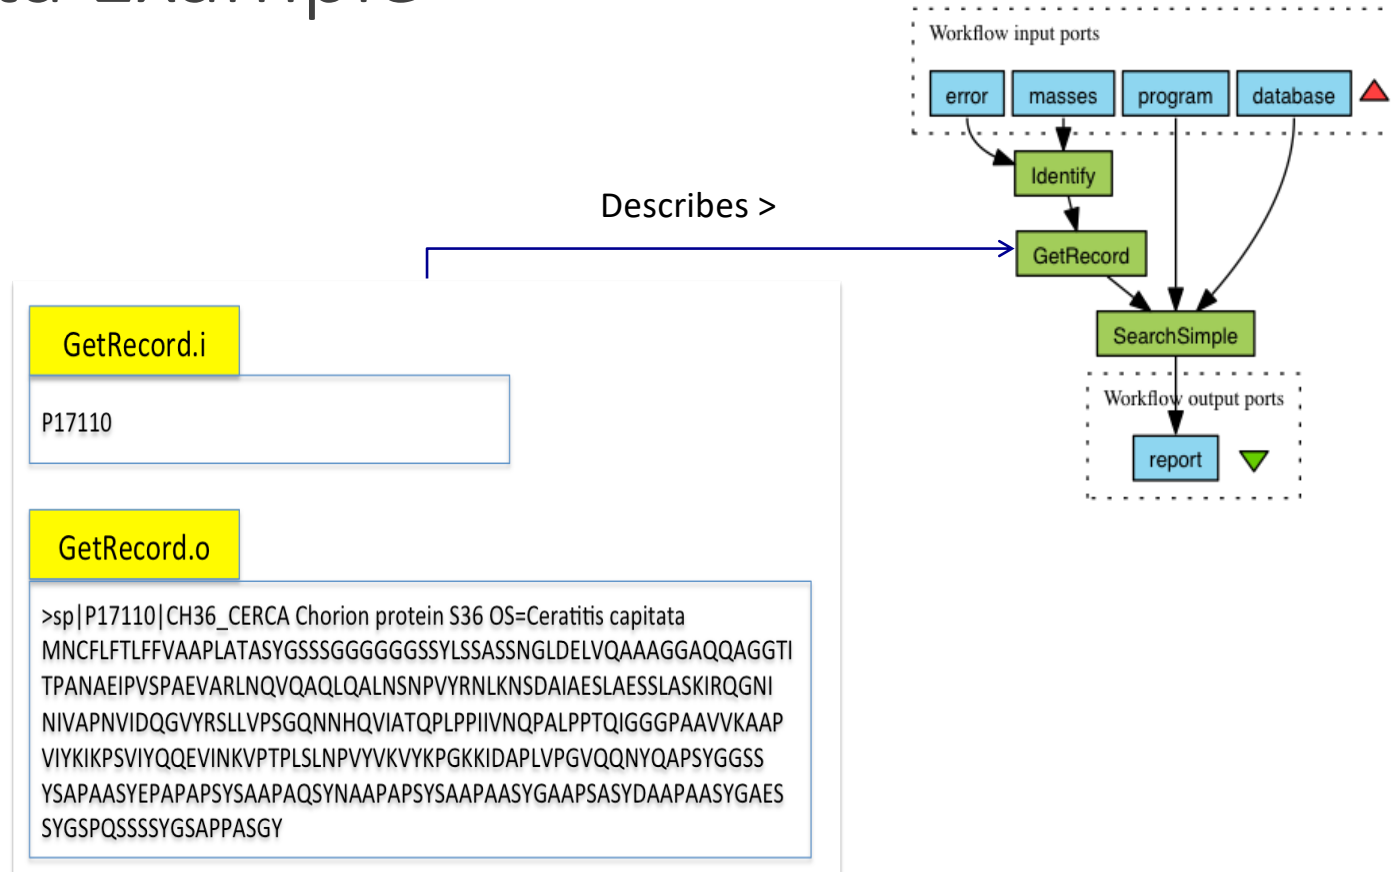 Example
Workflow input ports
error masses program database
Identify
Describes >
GetRecord
SearchSimple
Workflow output ports
report
GetRecord.i
P17110
GetRecord.o
>sp|P17110|CH36_CERCA Chorion protein S36 OS=Ceratitis capitata
MNCFLFTLFFVAAPLATASYGSSSGGGGGGSSYLSSASSNGLDELVQAAAGGAQQAGGTI
TPANAEIPVSPAEVARLNQVQAQLQALNSNPVYRNLKNSDAIAESLAESSLASKIRQGNI
NIVAPNVIDQGVYRSLLVPSGQNNHQVIATQPLPPIIVNQPALPPTQIGGGPAAVVKAAP
VIYKIKPSVIYQQEVINKVPTPLSLNPVYVKVYKPGKKIDAPLVPGVQQNYQAPSYGGSS
YSAPAASYEPAPAPSYSAAPAQSYNAAPAPSYSAAPAASYGAAPSASYDAAPAASYGAES
SYGSPQSSSSYGSAPPASGY